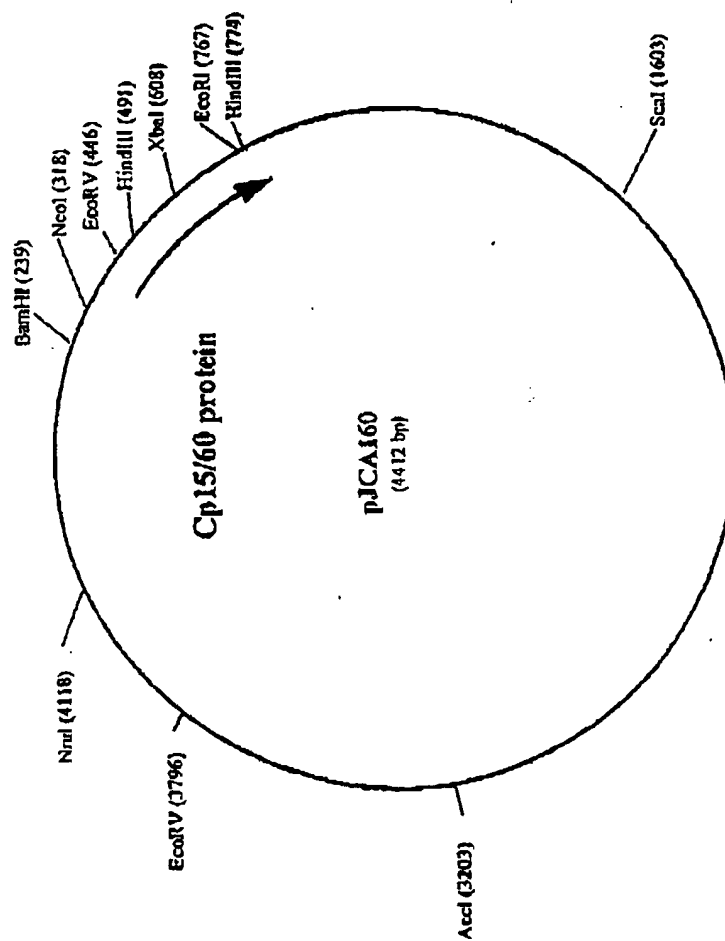 BamHI (239)
NcoI (318)
EcoRV (446)
HindIII (491)
XbaI (608)
EcoRI (767)
HindIII (774)
ScaI (1603)
Cp15/60 protein
pJCA160
(4412 bp)
NruI (4118)
EcoRV (3796)
AccI (3203)